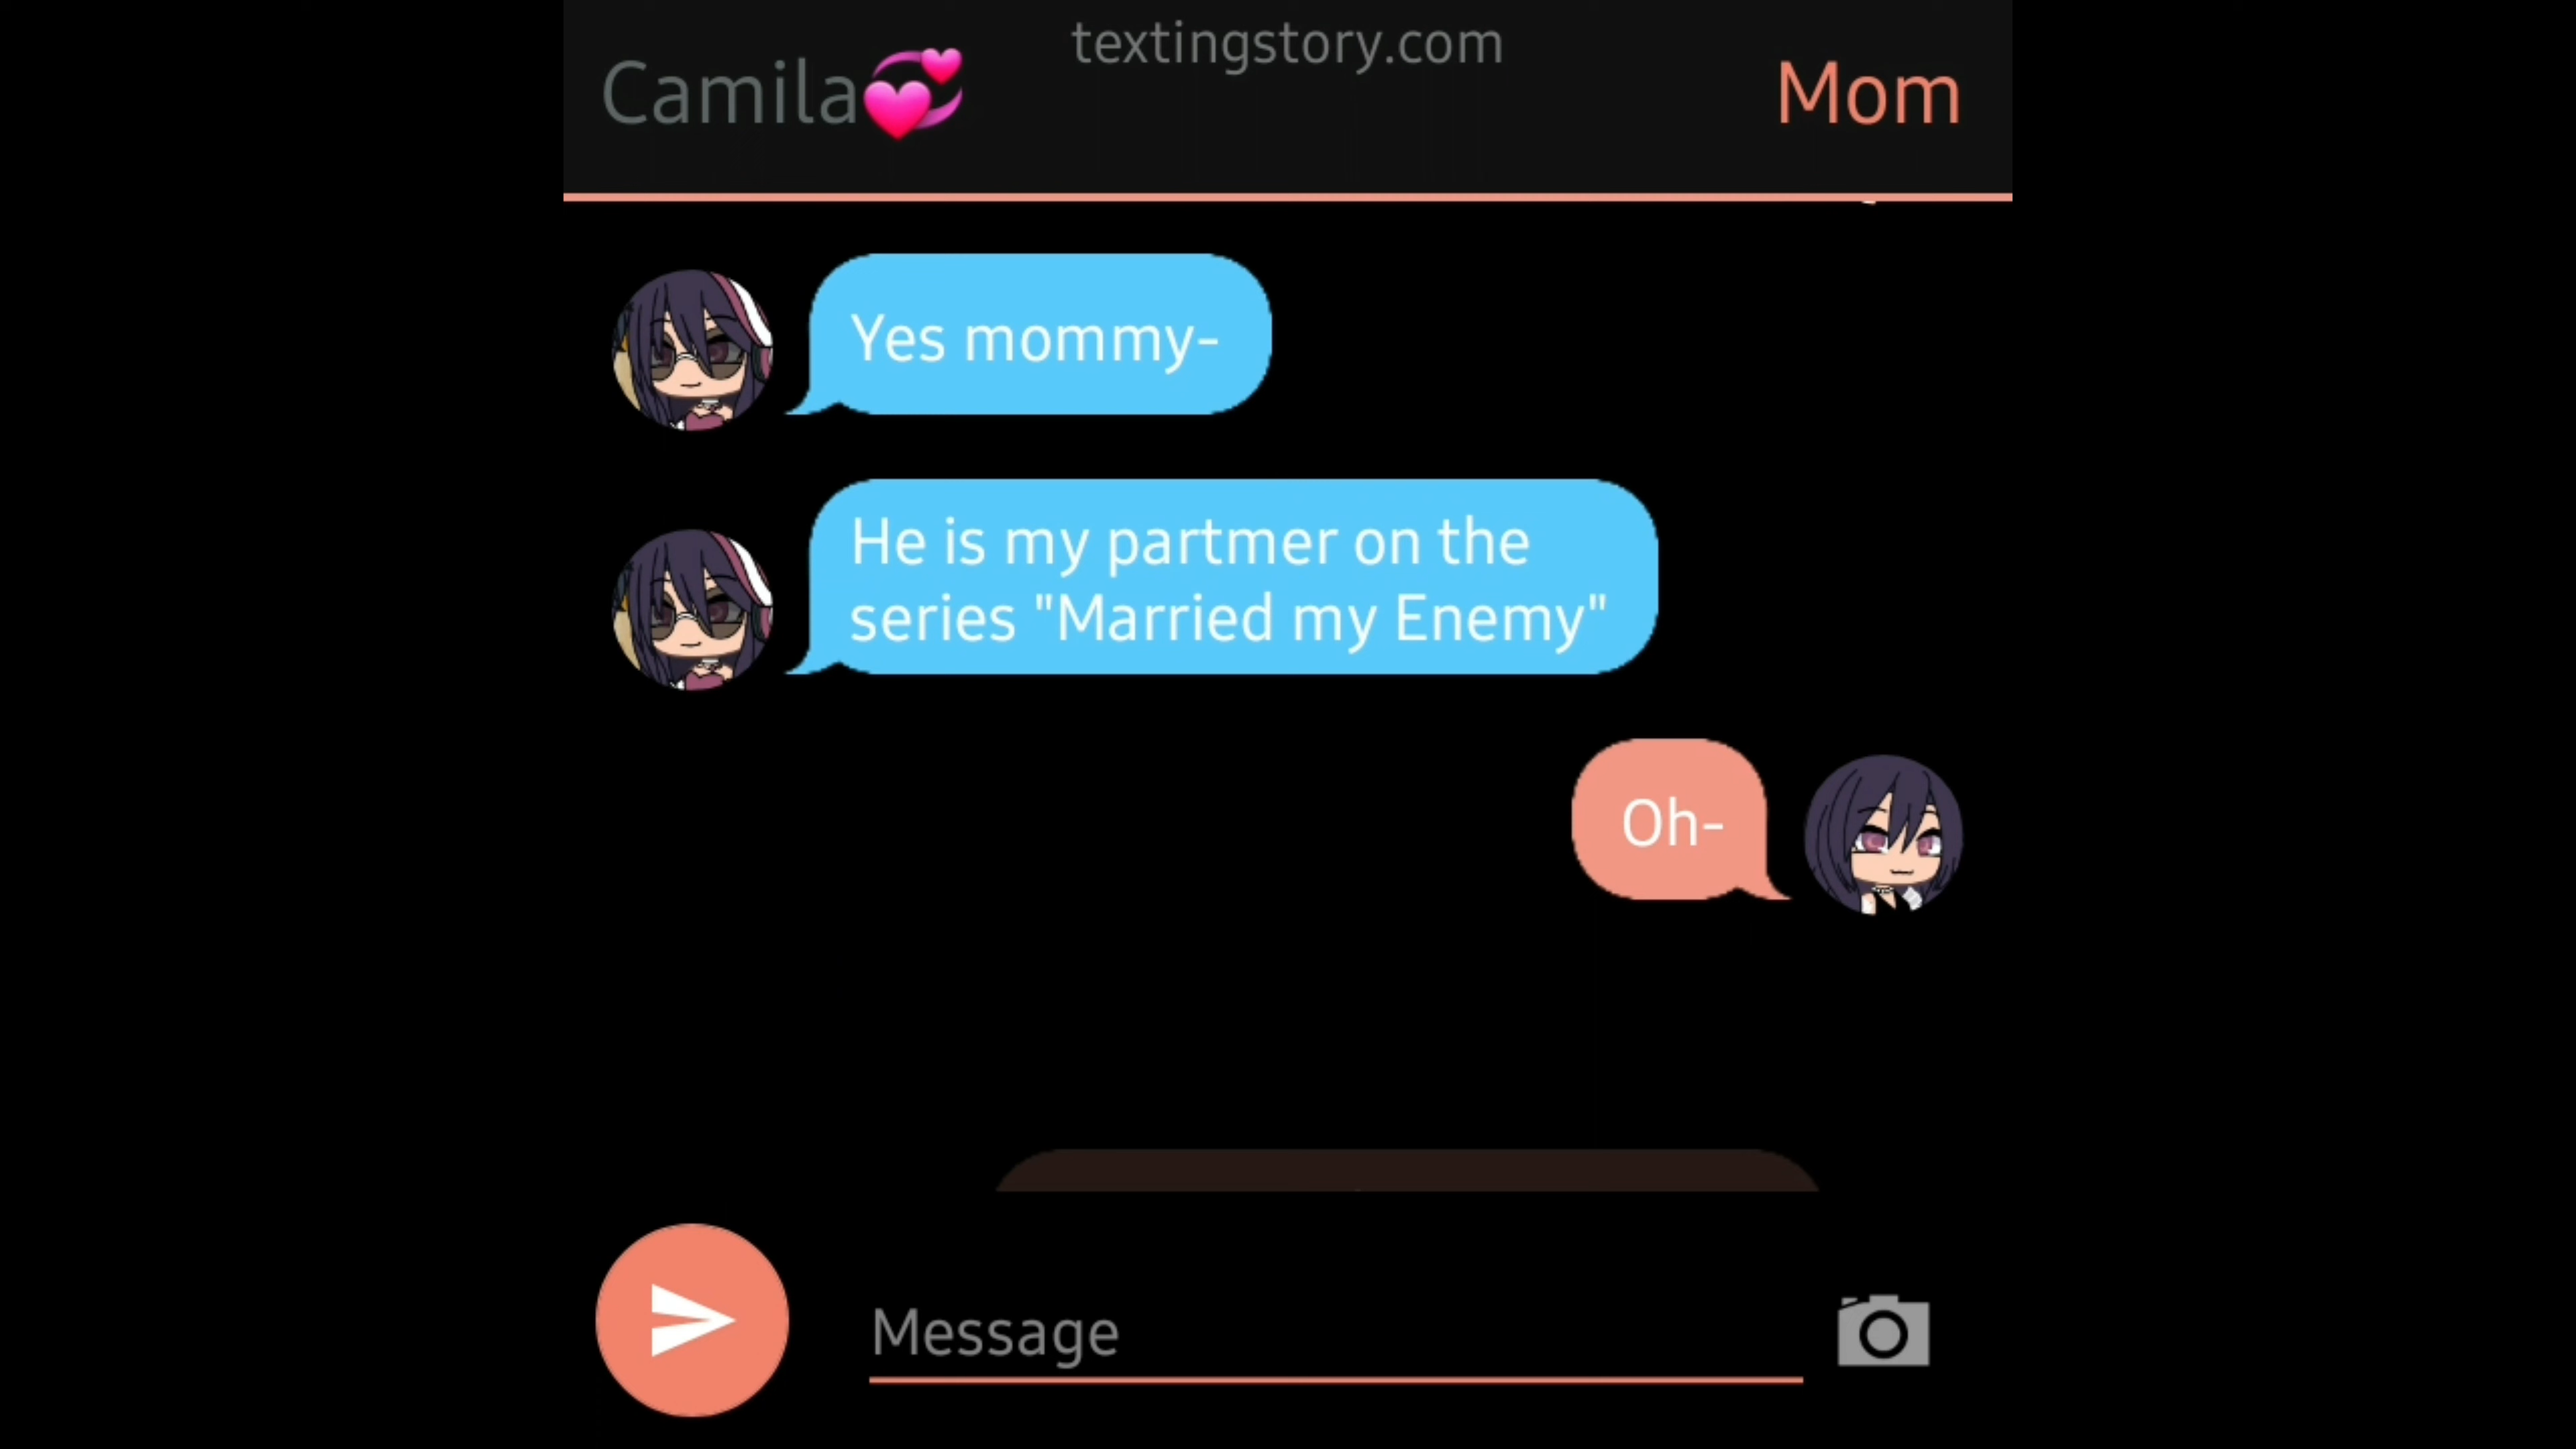 textingstory.com
Camila💞
Mom
Yes mommy-
He is my partmer on the
series "Married my Enemy"
Oh-
Message